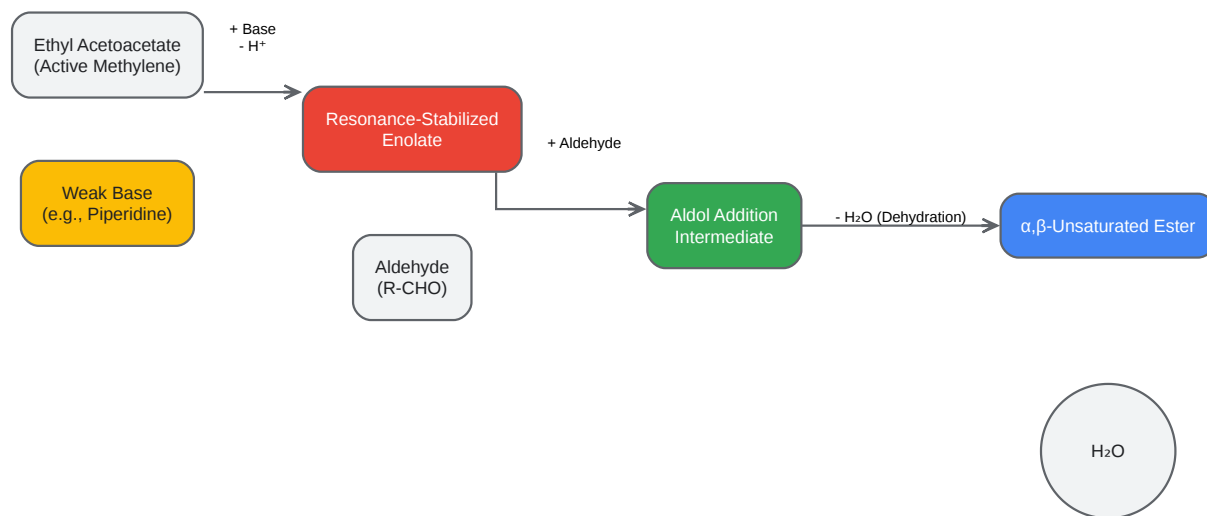 Ethyl Acetoacetate
(Active Methylene)
+ Base
- H⁺
Resonance-Stabilized
Enolate
Weak Base
(e.g., Piperidine)
+ Aldehyde
Aldehyde
(R-CHO)
Aldol Addition
Intermediate
- H₂O (Dehydration)
α,β-Unsaturated Ester
H₂O